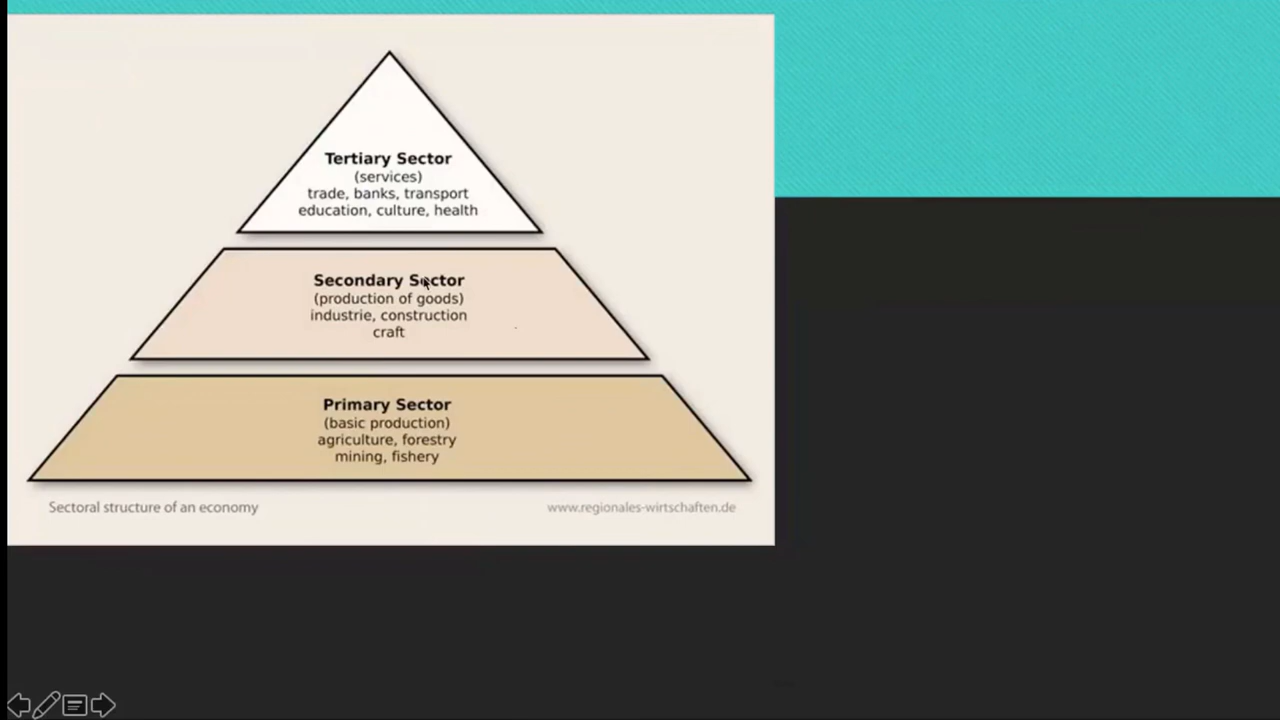 Tertiary Sector
(services)
trade, banks, transport
education, culture, health
Secondary Sector
(production of goods)
industrie, construction
craft
Primary Sector
(basic production)
agriculture, forestry
mining, fishery
Sectoral structure of an economy
www.regionales-wirtschaften.de